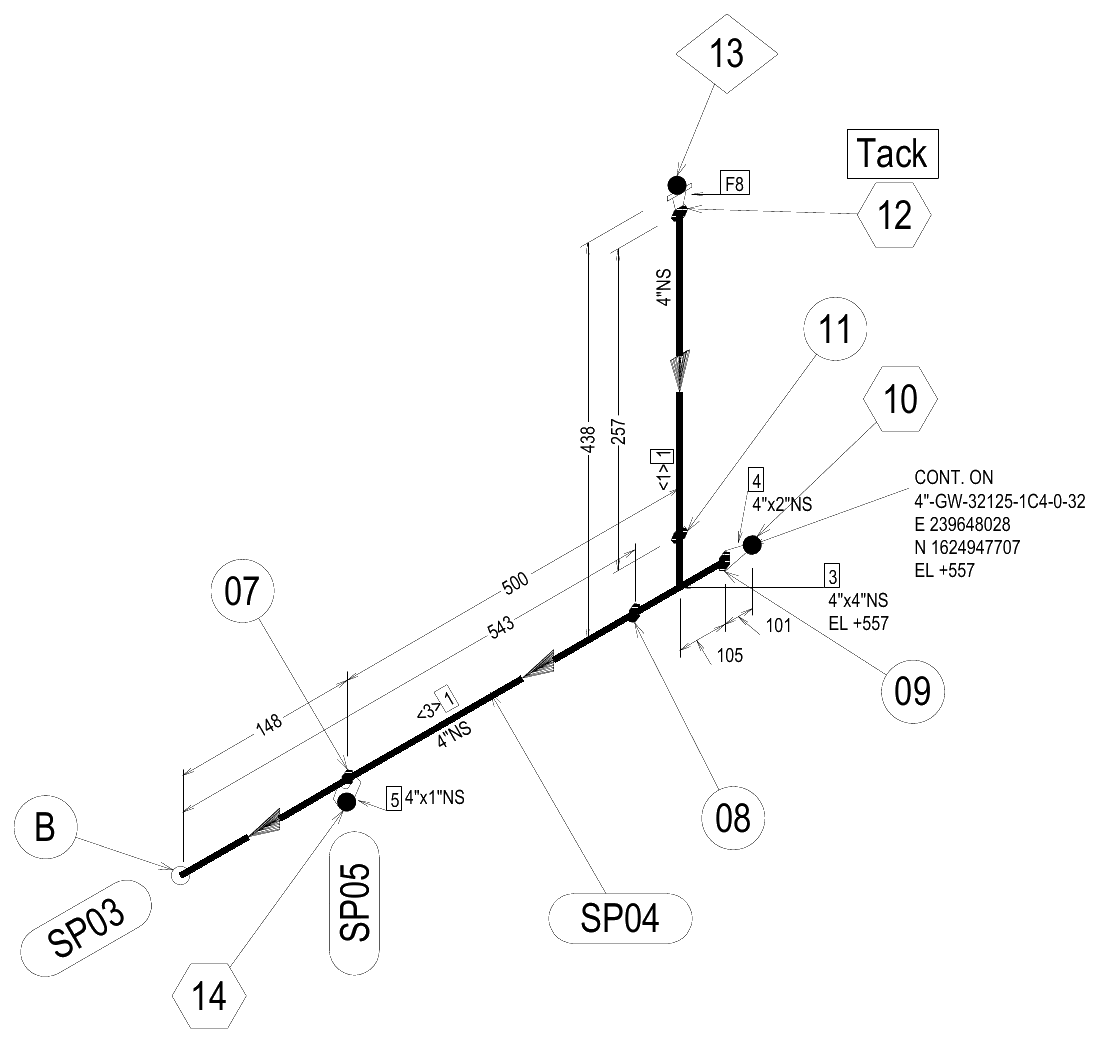 13
Tack
F8
12
4"NS
11
10
438
257
<1> 1
4
4"x2"NS
CONT. ON
4"-GW-32125-1C4-0-32
E 239648028
N 1624947707
EL +557
3
4"x4"NS
EL +557
07
500
543
101
105
09
148
<3> 1
4"NS
5 4"x1"NS
B
08
SP03
SP05
SP04
14